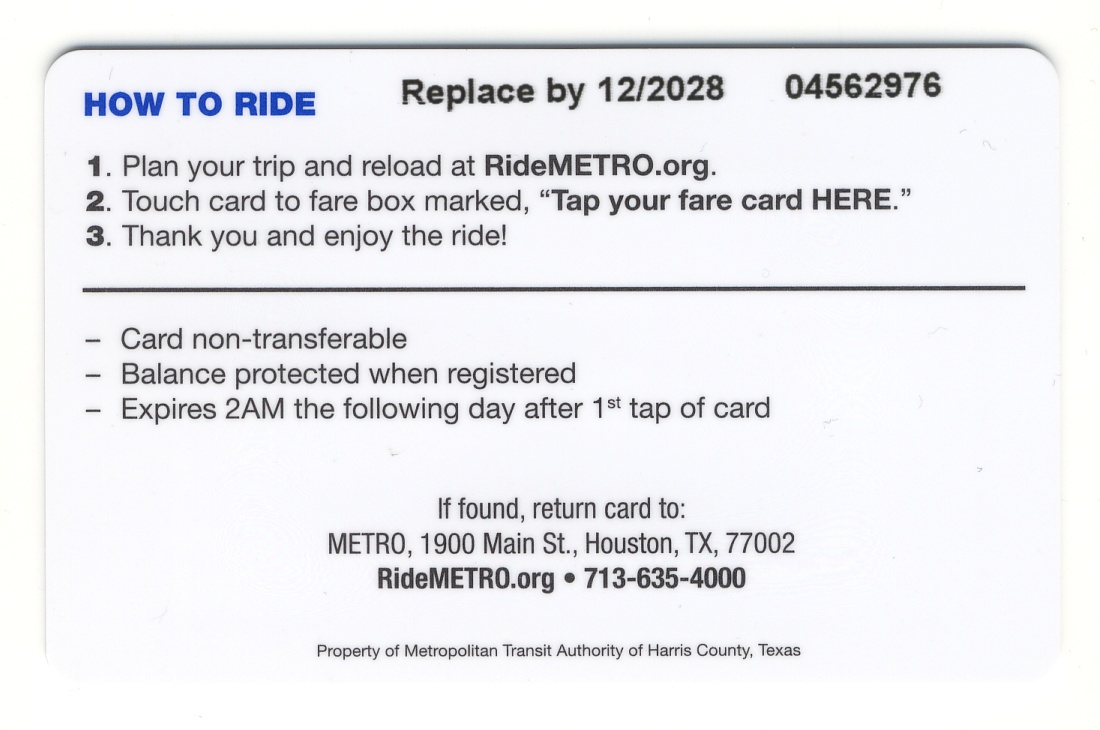 HOW TO RIDE Replace by 12/2028 04562976
1. Plan your trip and reload at RideMETRO.org.
2. Touch card to fare box marked, “Tap your fare card HERE.”
3. Thank you and enjoy the ride!
– Card non-transferable
– Balance protected when registered
– Expires 2AM the following day after 1st tap of card
If found, return card to:
METRO, 1900 Main St., Houston, TX, 77002
RideMETRO.org • 713-635-4000
Property of Metropolitan Transit Authority of Harris County, Texas